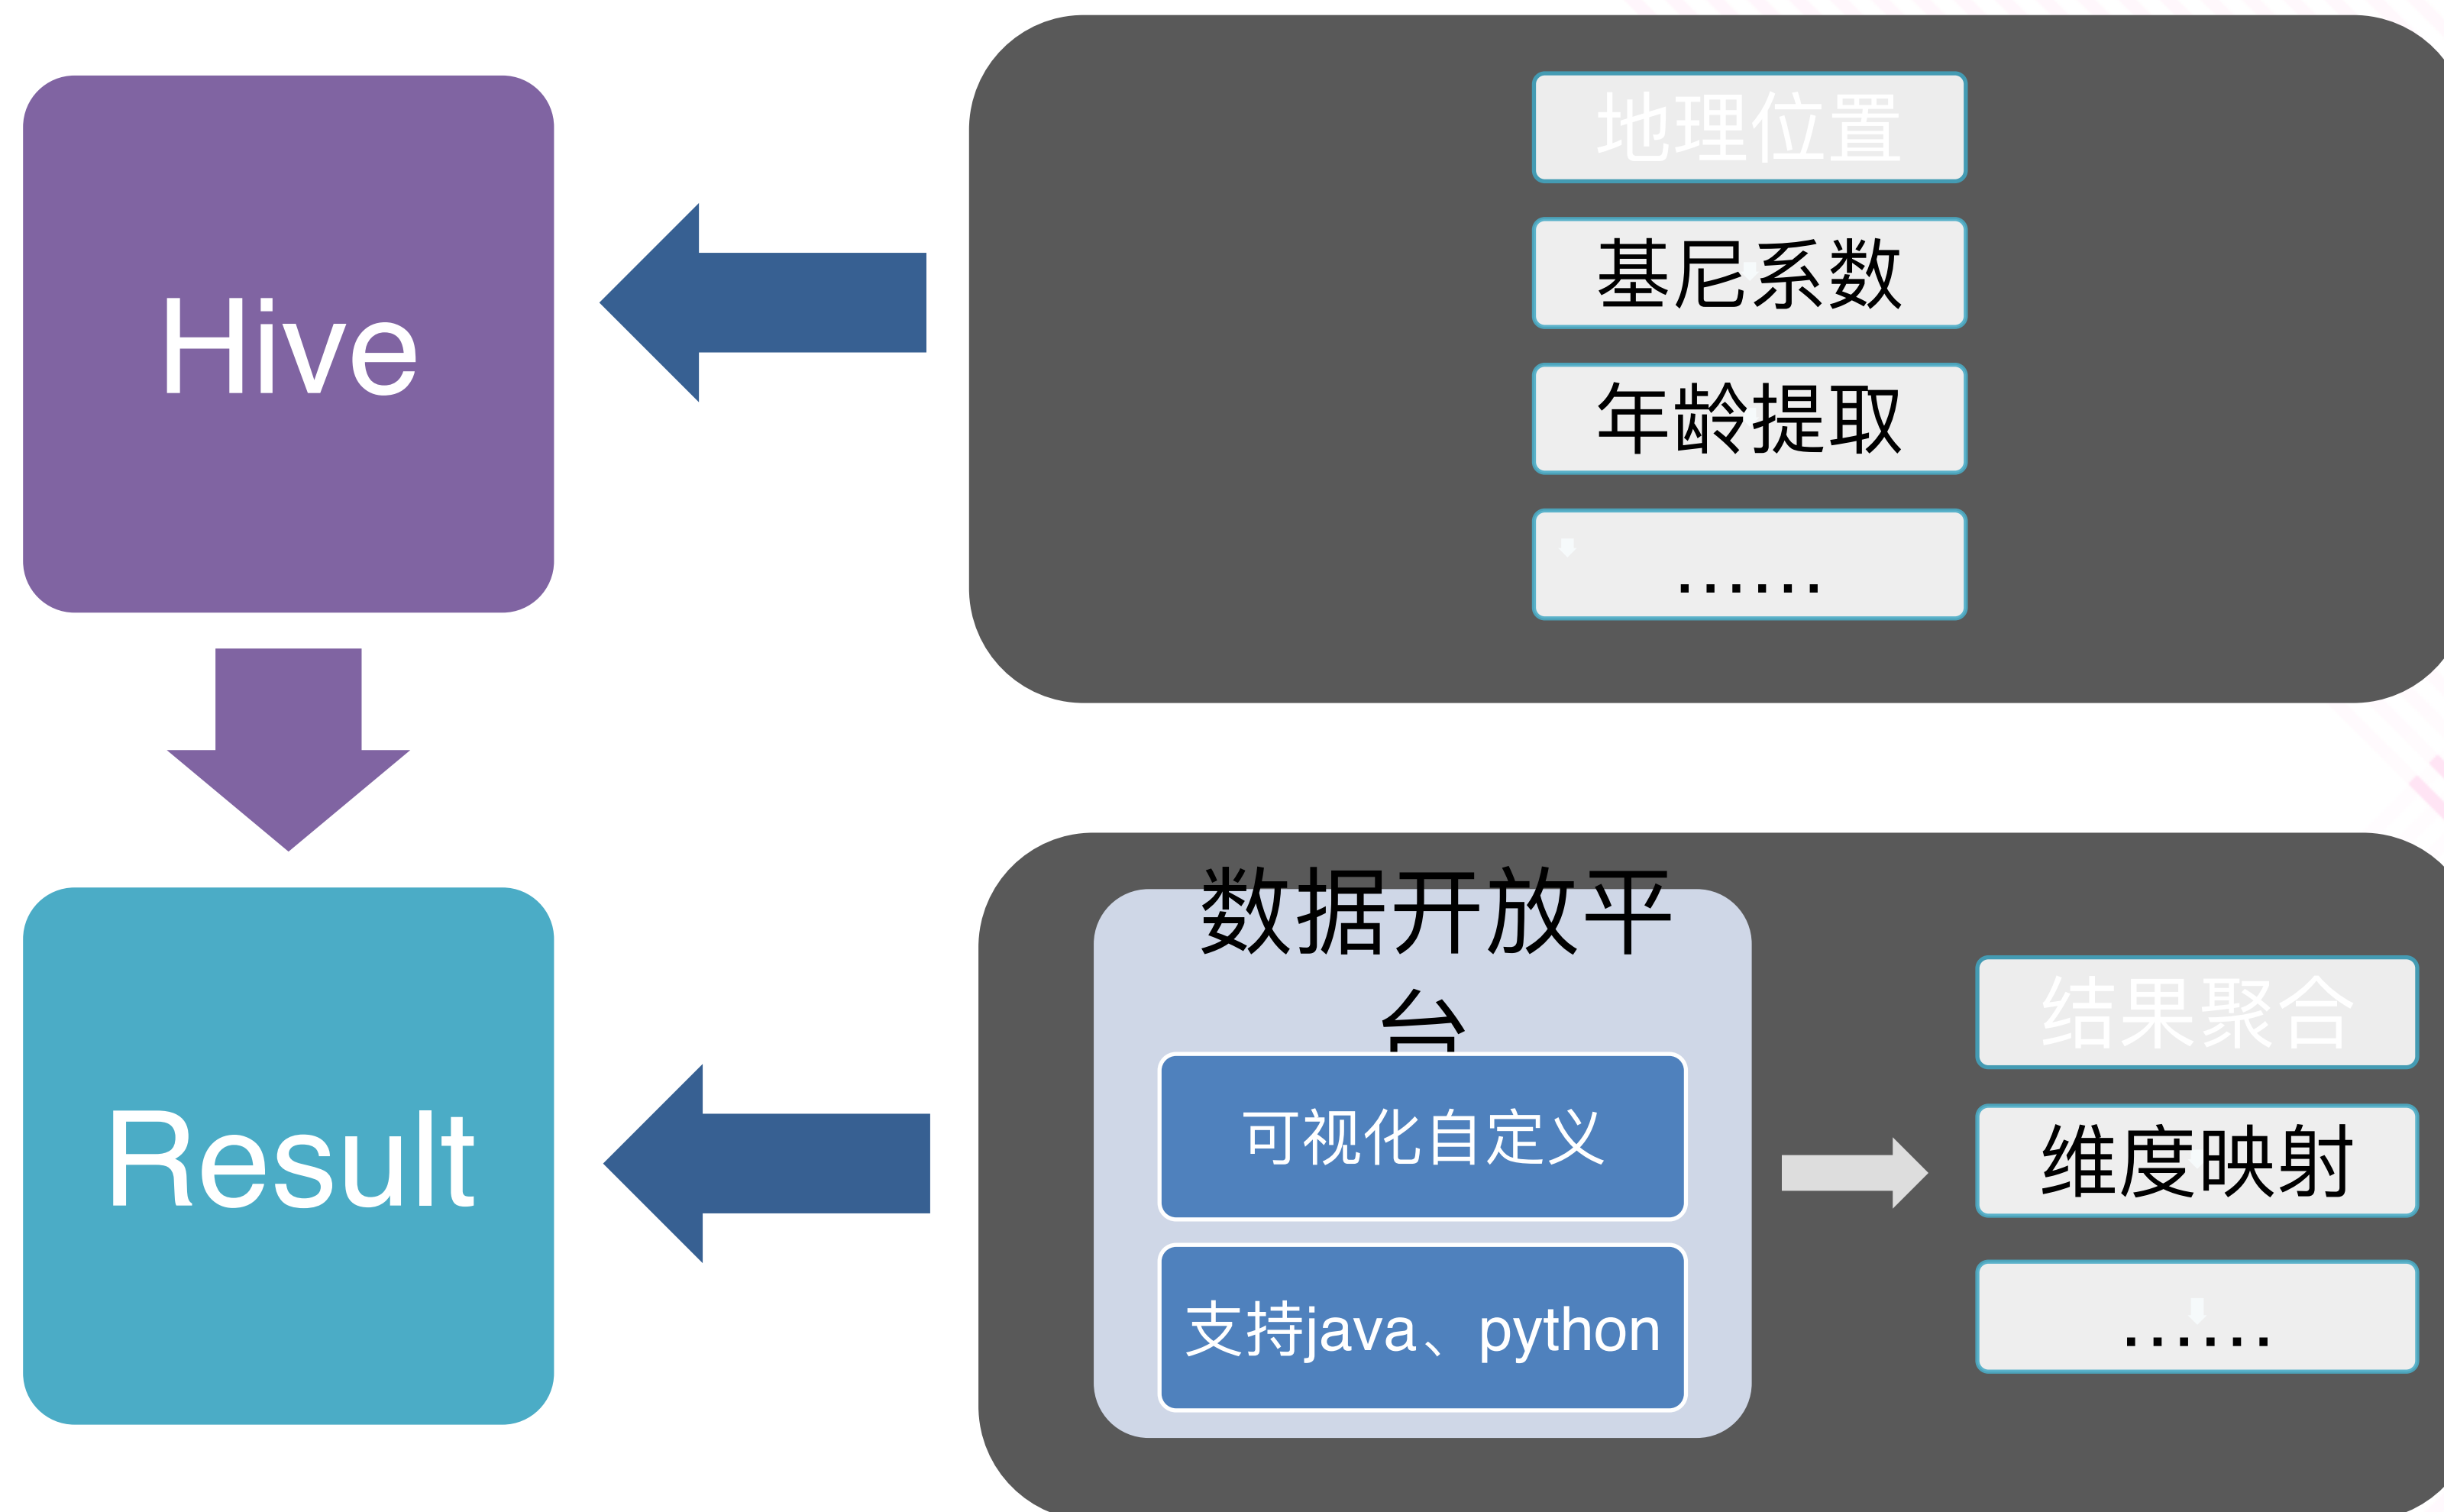 Hive
地理位置
基尼系数
年龄提取
......
Result
数据开放平
台
可视化自定义
支持java、python
结果聚合
维度映射
......